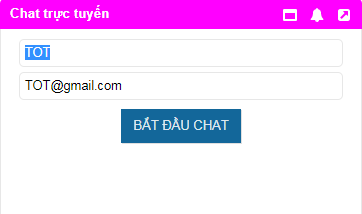 Chat trực tuyến
TOT
TOT@gmail.com
BẮT ĐẦU CHAT